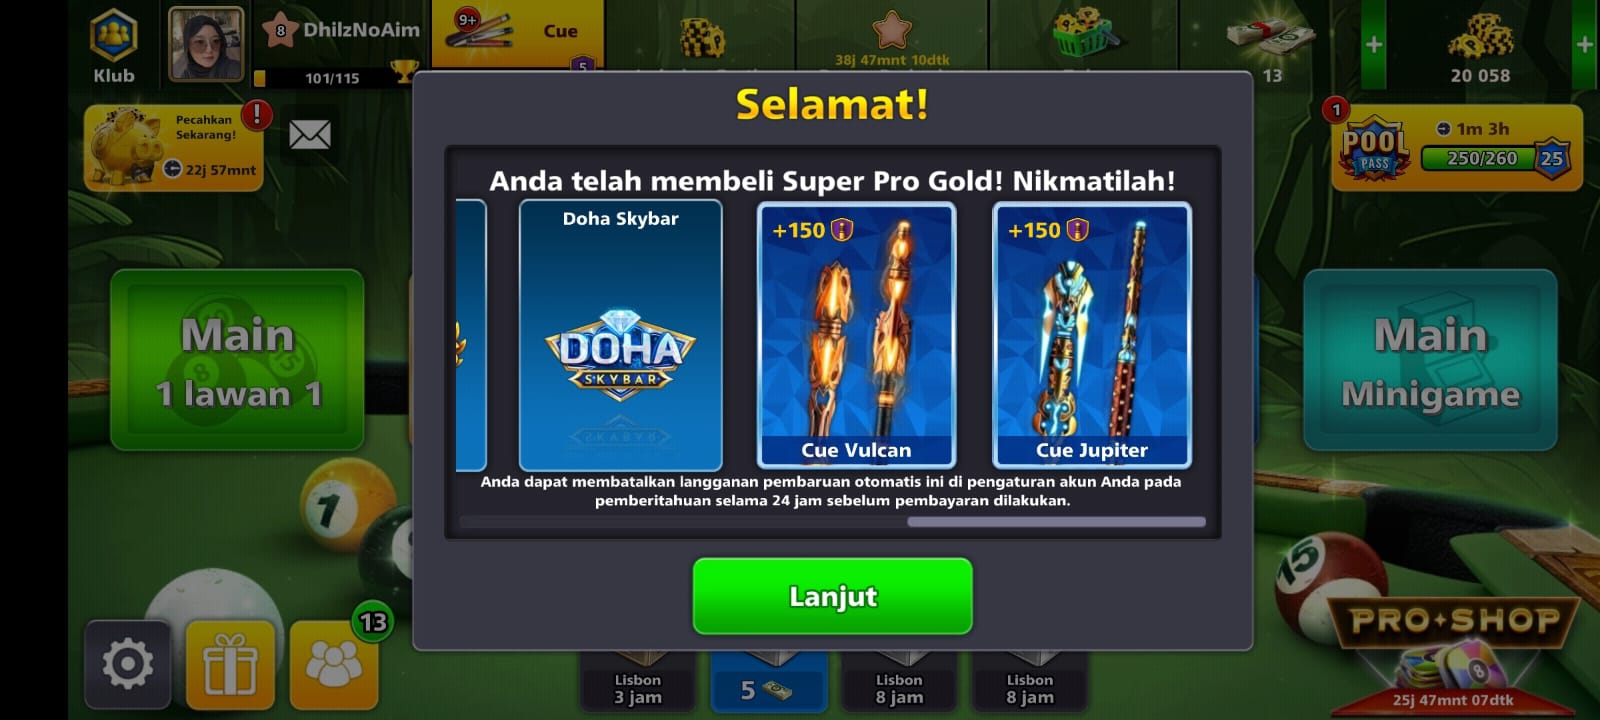 Klub
8
DhilzNoAim
101/115
9+
Cue
5
38j 47mnt 10dtk
13
20 058
Pecahkan
Sekarang!
!
22j 57mnt
1
POOL
PASS
1m 3h
250/260
25
Selamat!
Anda telah membeli Super Pro Gold! Nikmatilah!
Doha Skybar
DOHA
SKYBAR
+150
Cue Vulcan
+150
Cue Jupiter
Anda dapat membatalkan langganan pembaruan otomatis ini di pengaturan akun Anda pada
pemberitahuan selama 24 jam sebelum pembayaran dilakukan.
Lanjut
Main
1 lawan 1
Main
Minigame
1
15
13
Lisbon
3 jam
5
Lisbon
8 jam
Lisbon
8 jam
PRO SHOP
8
25j 47mnt 07dtk